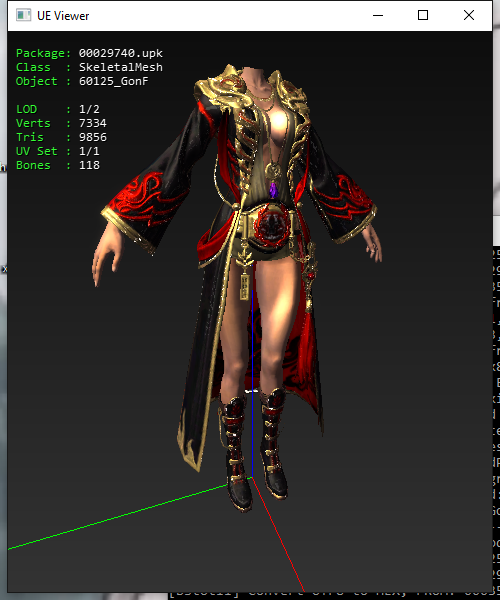 UE Viewer
Package: 00029740.upk
Class : SkeletalMesh
Object : 60125_GonF
LOD : 1/2
Verts : 7334
Tris : 9856
UV Set : 1/1
Bones : 118